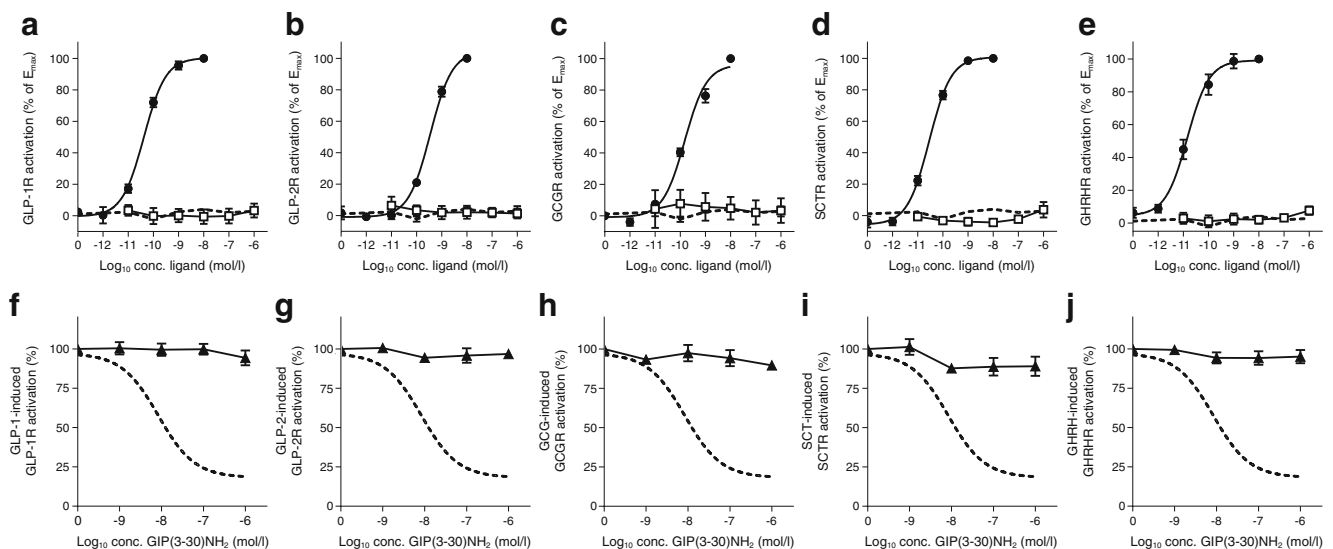 a
GLP-1R activation (% of Emax)
100
80
60
40
20
0
0 -12 -11 -10 -9 -8 -7 -6
Log10 conc. ligand (mol/l)
b
GLP-2R activation (% of Emax)
100
80
60
40
20
0
0 -12 -11 -10 -9 -8 -7 -6
Log10 conc. ligand (mol/l)
c
GCGR activation (% of Emax)
100
80
60
40
20
0
0 -12 -11 -10 -9 -8 -7 -6
Log10 conc. ligand (mol/l)
d
SCTR activation (% of Emax)
100
80
60
40
20
0
0 -12 -11 -10 -9 -8 -7 -6
Log10 conc. ligand (mol/l)
e
GHRHR activation (% of Emax)
100
80
60
40
20
0
0 -12 -11 -10 -9 -8 -7 -6
Log10 conc. ligand (mol/l)
f
GLP-1-induced
GLP-1R activation (%)
100
75
50
25
0
0 -9 -8 -7 -6
Log10 conc. GIP(3-30)NH2 (mol/l)
g
GLP-2-induced
GLP-2R activation (%)
100
75
50
25
0
0 -9 -8 -7 -6
Log10 conc. GIP(3-30)NH2 (mol/l)
h
GCG-induced
GCGR activation (%)
100
75
50
25
0
0 -9 -8 -7 -6
Log10 conc. GIP(3-30)NH2 (mol/l)
i
SCT-induced
SCTR activation (%)
100
75
50
25
0
0 -9 -8 -7 -6
Log10 conc. GIP(3-30)NH2 (mol/l)
j
GHRH-induced
GHRHR activation (%)
100
75
50
25
0
0 -9 -8 -7 -6
Log10 conc. GIP(3-30)NH2 (mol/l)